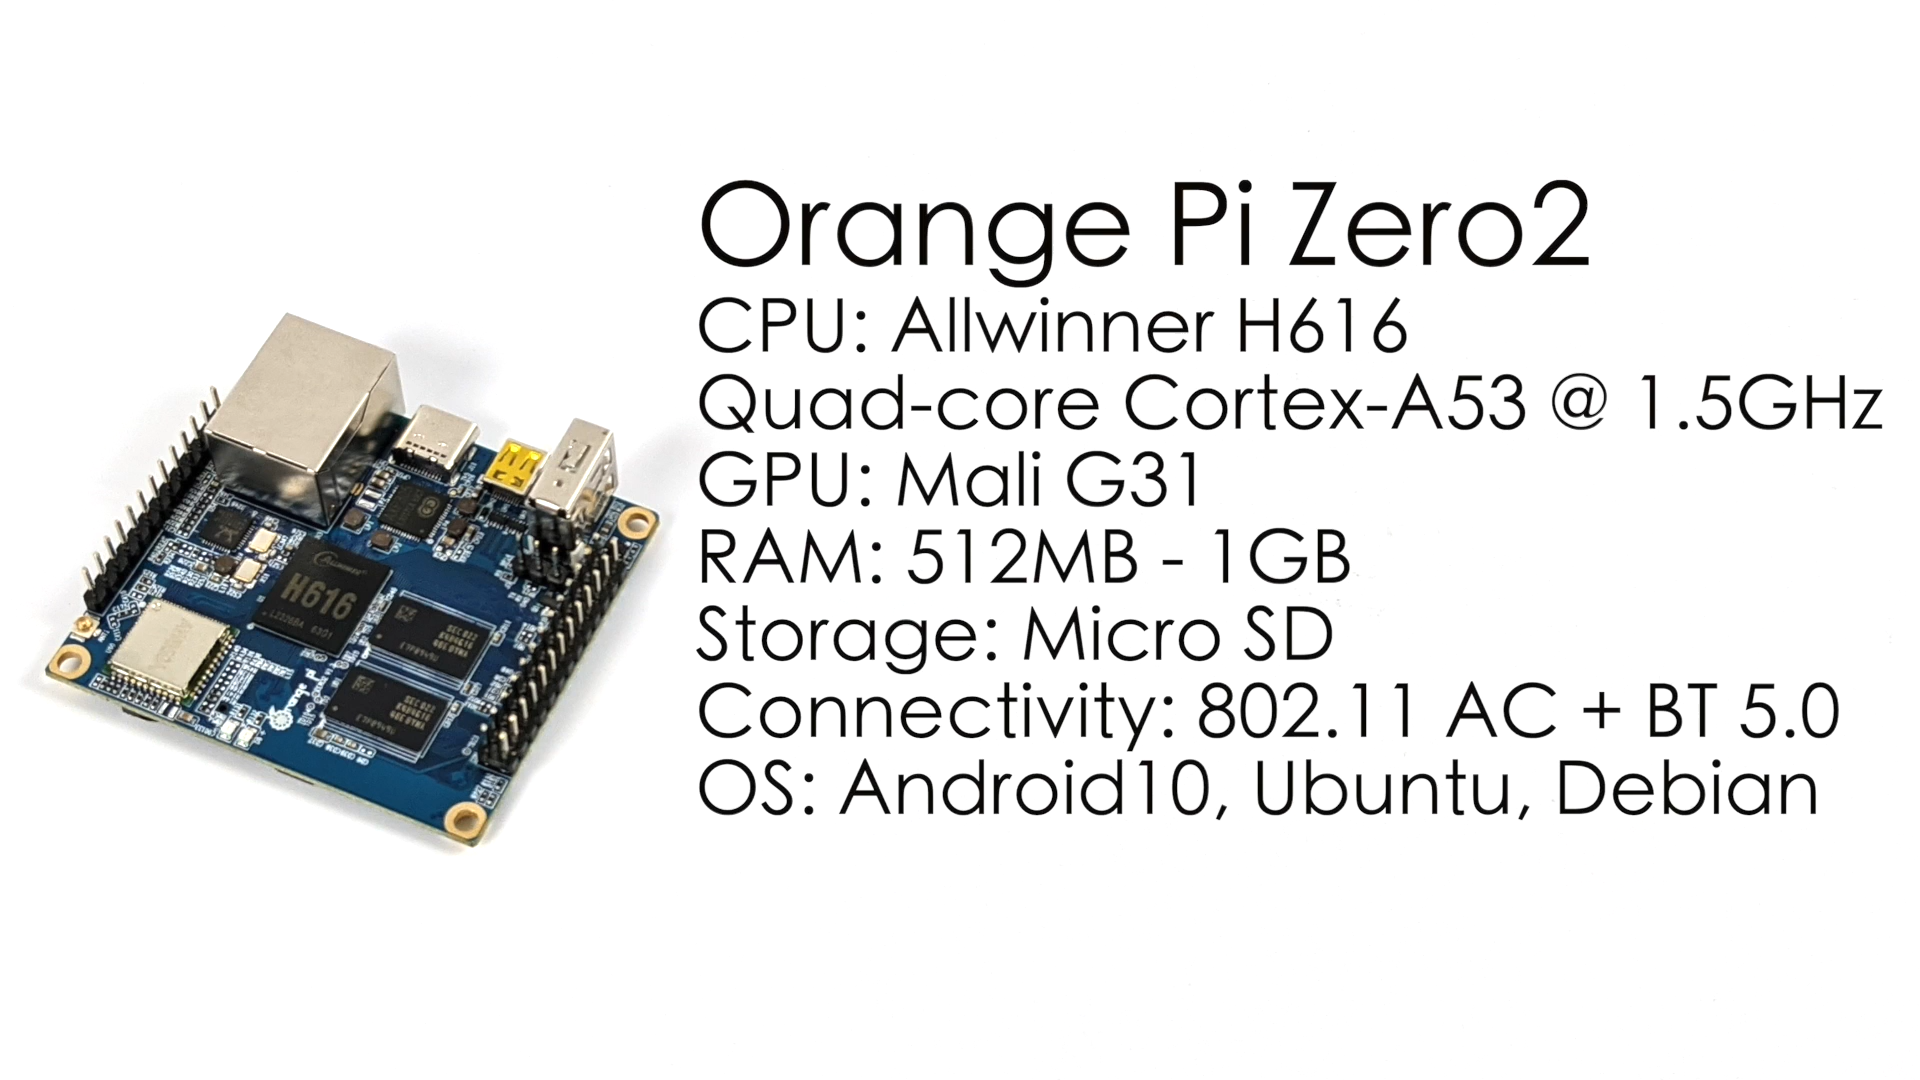 Orange Pi Zero2
CPU: Allwinner H616
Quad-core Cortex-A53 @ 1.5GHz
GPU: Mali G31
RAM: 512MB - 1GB
Storage: Micro SD
Connectivity: 802.11 AC + BT 5.0
OS: Android10, Ubuntu, Debian
Allwinner
H616